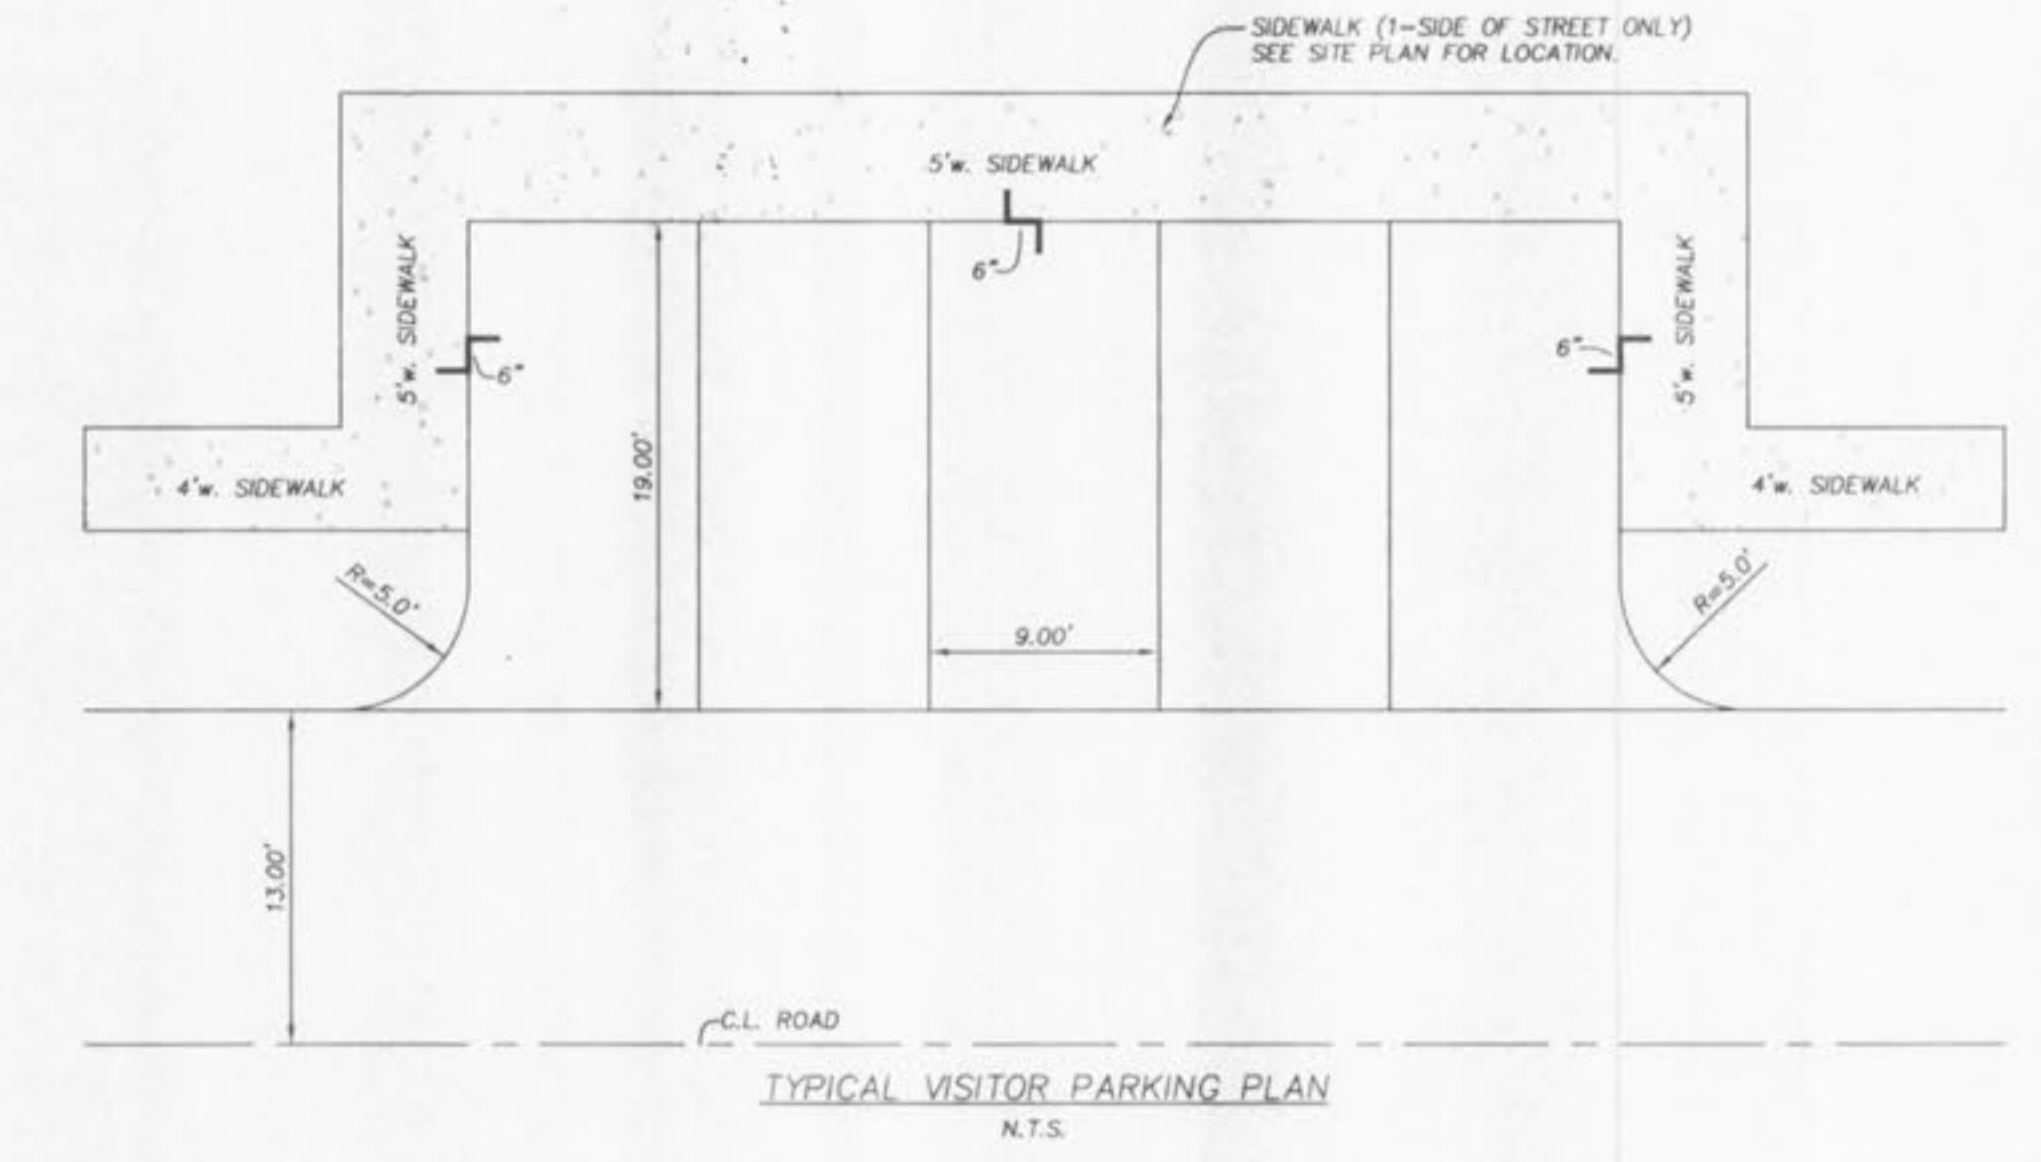 SIDEWALK (1-SIDE OF STREET ONLY)
SEE SITE PLAN FOR LOCATION.
5'w. SIDEWALK
5'w. SIDEWALK
5'w. SIDEWALK
6"
6"
6"
4'w. SIDEWALK
4'w. SIDEWALK
19.00'
R=5.0'
R=5.0'
9.00'
13.00'
C.L. ROAD
TYPICAL VISITOR PARKING PLAN
N.T.S.